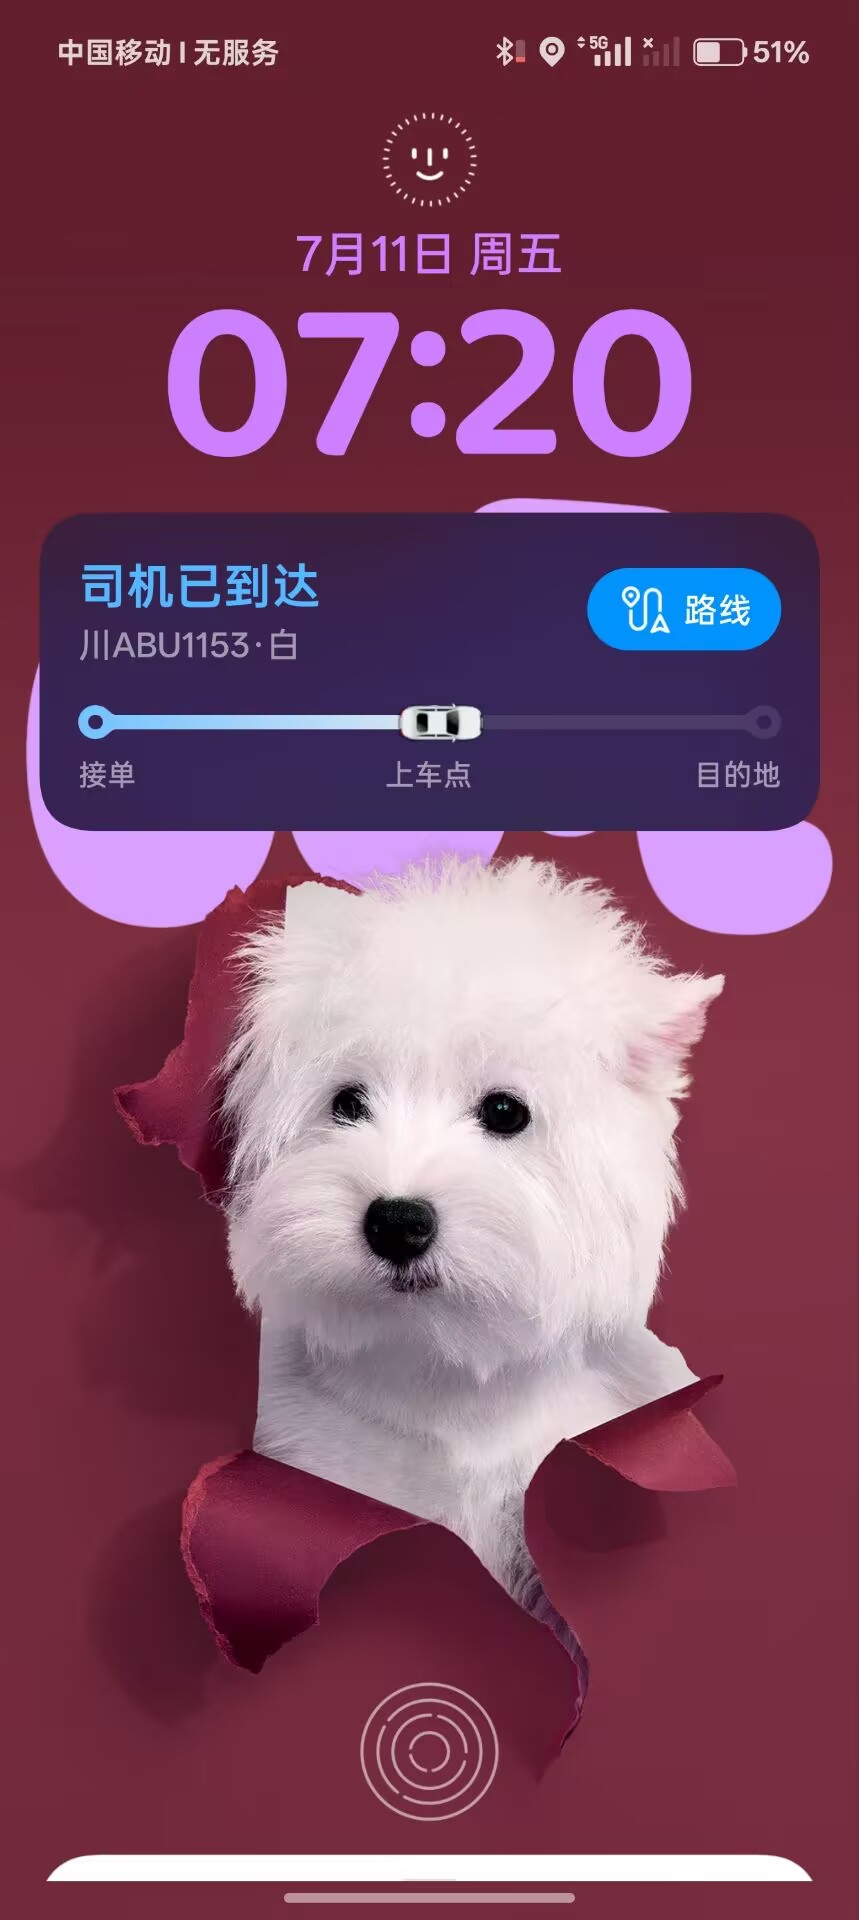 中国移动 | 无服务 5G 51%
7月11日 周五
07:20
司机已到达
川ABU1153·白
路线
接单 上车点 目的地